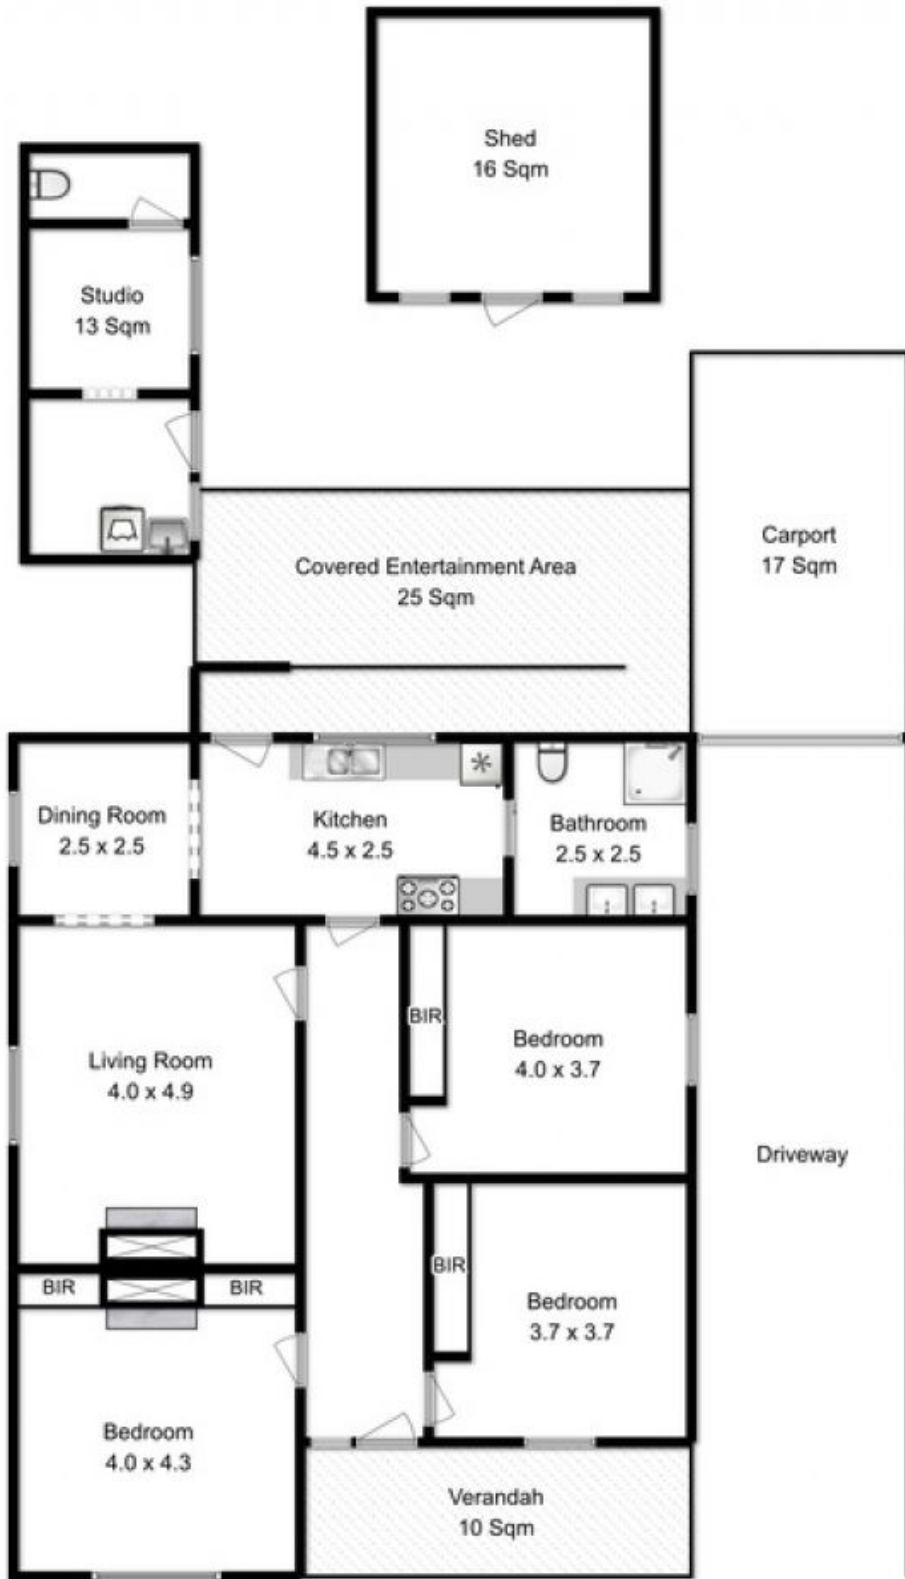 Shed
16 Sqm
Studio
13 Sqm
Carport
17 Sqm
Covered Entertainment Area
25 Sqm
Dining Room
2.5 x 2.5
Kitchen
4.5 x 2.5
Bathroom
2.5 x 2.5
BIR
Bedroom
4.0 x 3.7
Living Room
4.0 x 4.9
Driveway
BIR
BIR
BIR
Bedroom
3.7 x 3.7
Bedroom
4.0 x 4.3
Verandah
10 Sqm